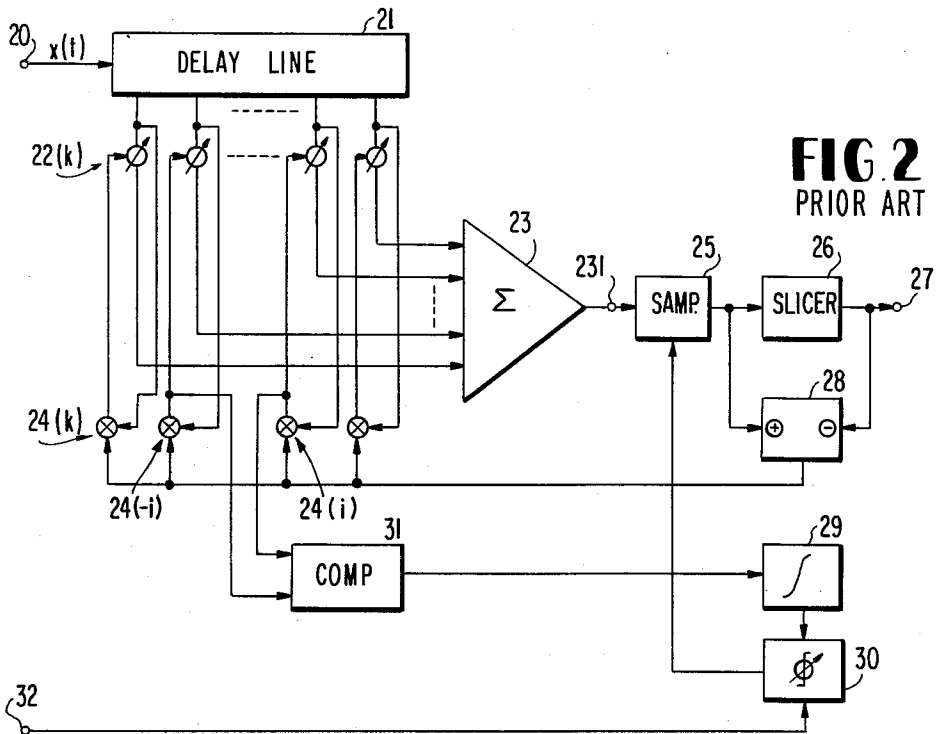 20
x(t)
21
DELAY LINE
22(k)
FIG. 2
PRIOR ART
23
Σ
231
25
SAMP.
26
SLICER
27
28
+
−
24(k)
24(-i)
24(i)
31
COMP
29
30
32